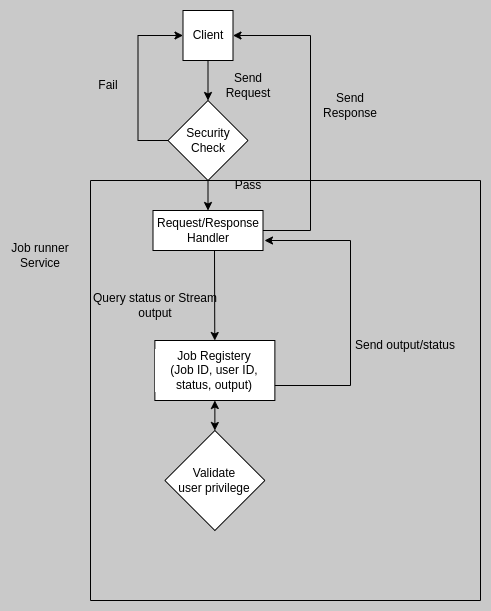 Client
Fail
Send
Request
Send
Response
Security
Check
Pass
Request/Response
Handler
Job runner
Service
Query status or Stream
output
Job Registery
(Job ID, user ID,
status, output)
Send output/status
Validate
user privilege